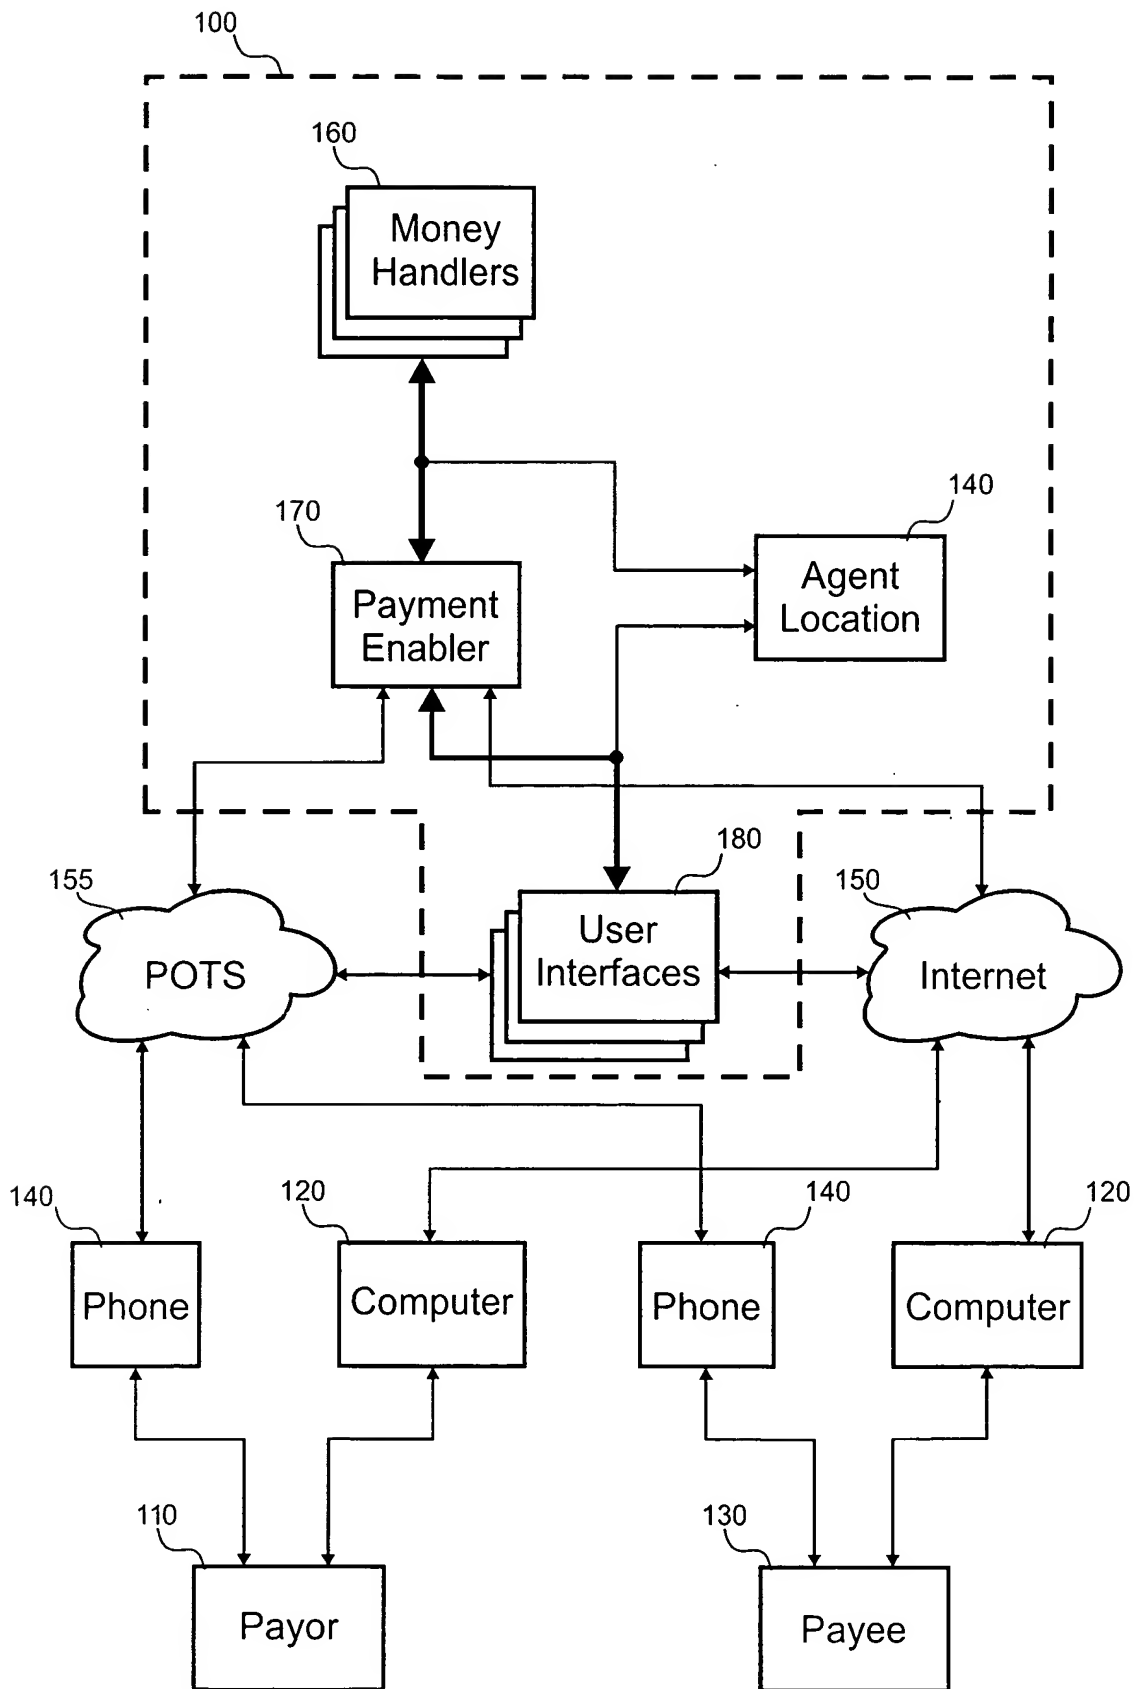 100
160
Money
Handlers
170
140
Payment
Enabler
Agent
Location
155
180
150
POTS
User
Interfaces
Internet
140
120
140
120
Phone
Computer
Phone
Computer
110
130
Payor
Payee